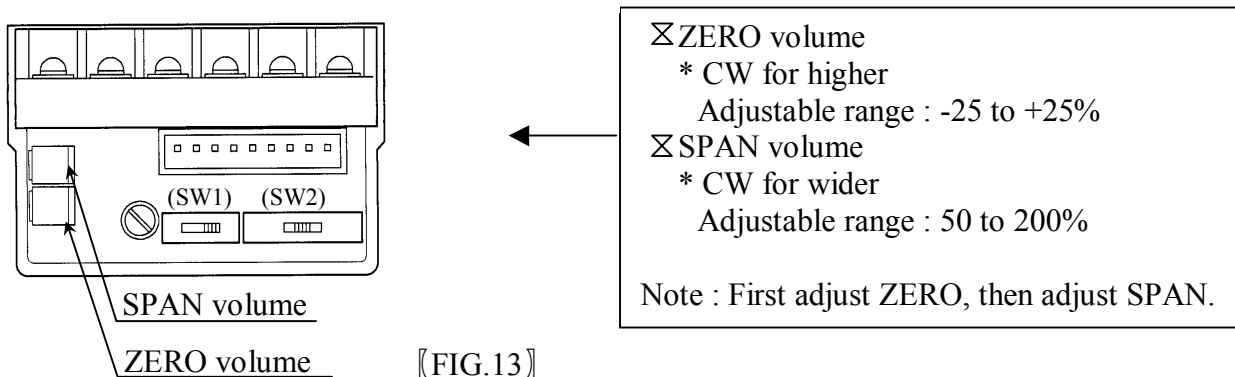 (SW1) (SW2)
SPAN volume
ZERO volume
〖FIG.13〗
⧖ZERO volume
* CW for higher
Adjustable range : -25 to +25%
⧖SPAN volume
* CW for wider
Adjustable range : 50 to 200%
Note : First adjust ZERO, then adjust SPAN.